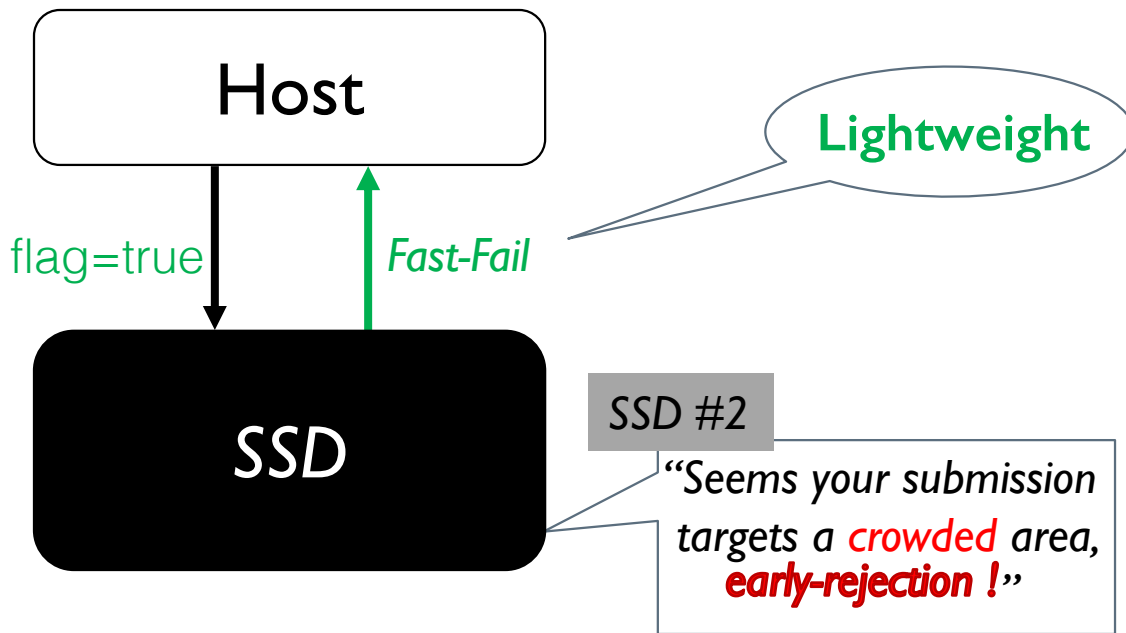 Host
Lightweight
flag=true
Fast-Fail
SSD
SSD #2
“Seems your submission
targets a crowded area,
early-rejection !”